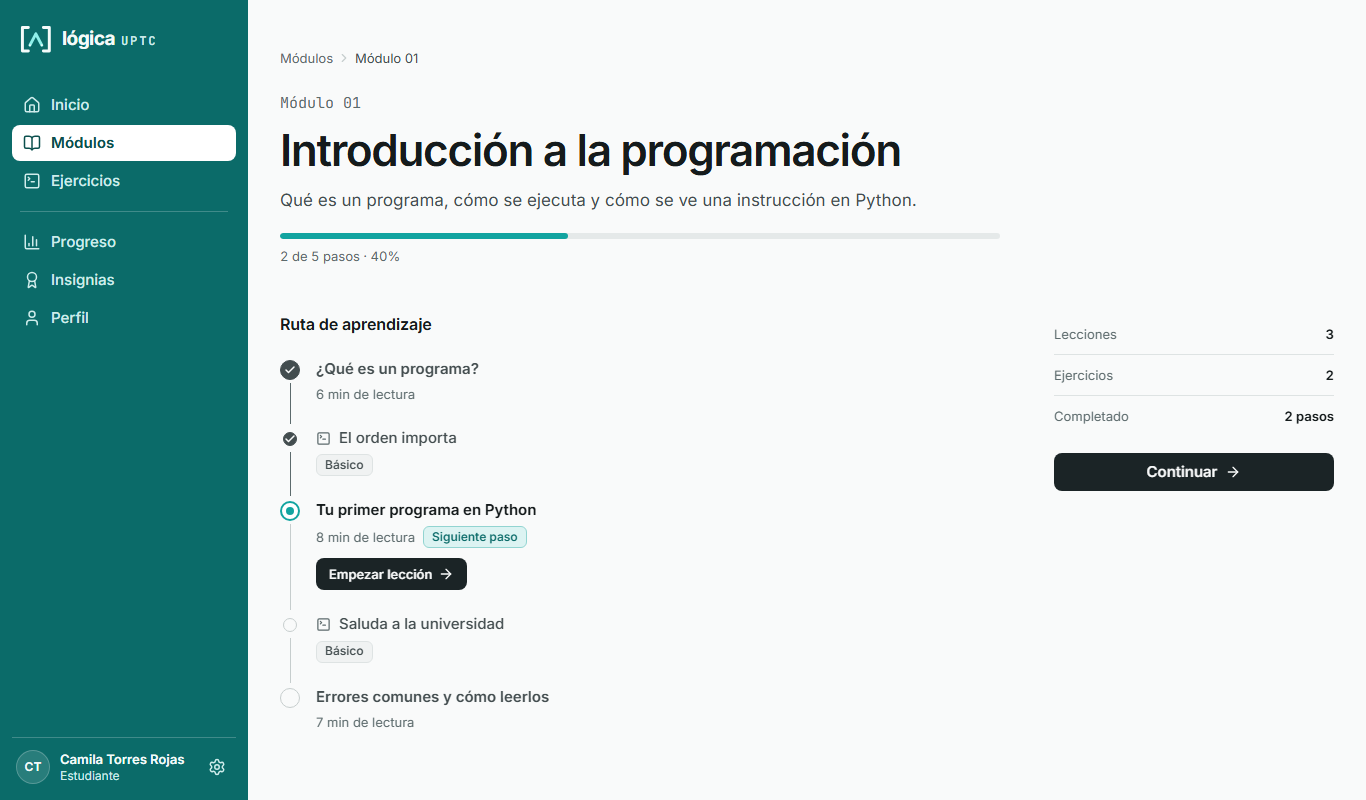 lógica UPTC
Inicio
Módulos
Ejercicios
Progreso
Insignias
Perfil
CT
Camila Torres Rojas
Estudiante
Módulos > Módulo 01
Módulo 01
Introducción a la programación
Qué es un programa, cómo se ejecuta y cómo se ve una instrucción en Python.
2 de 5 pasos · 40%
Ruta de aprendizaje
¿Qué es un programa?
6 min de lectura
El orden importa
Básico
Tu primer programa en Python
8 min de lectura Siguiente paso
Empezar lección →
Saluda a la universidad
Básico
Errores comunes y cómo leerlos
7 min de lectura
Lecciones 3
Ejercicios 2
Completado 2 pasos
Continuar →